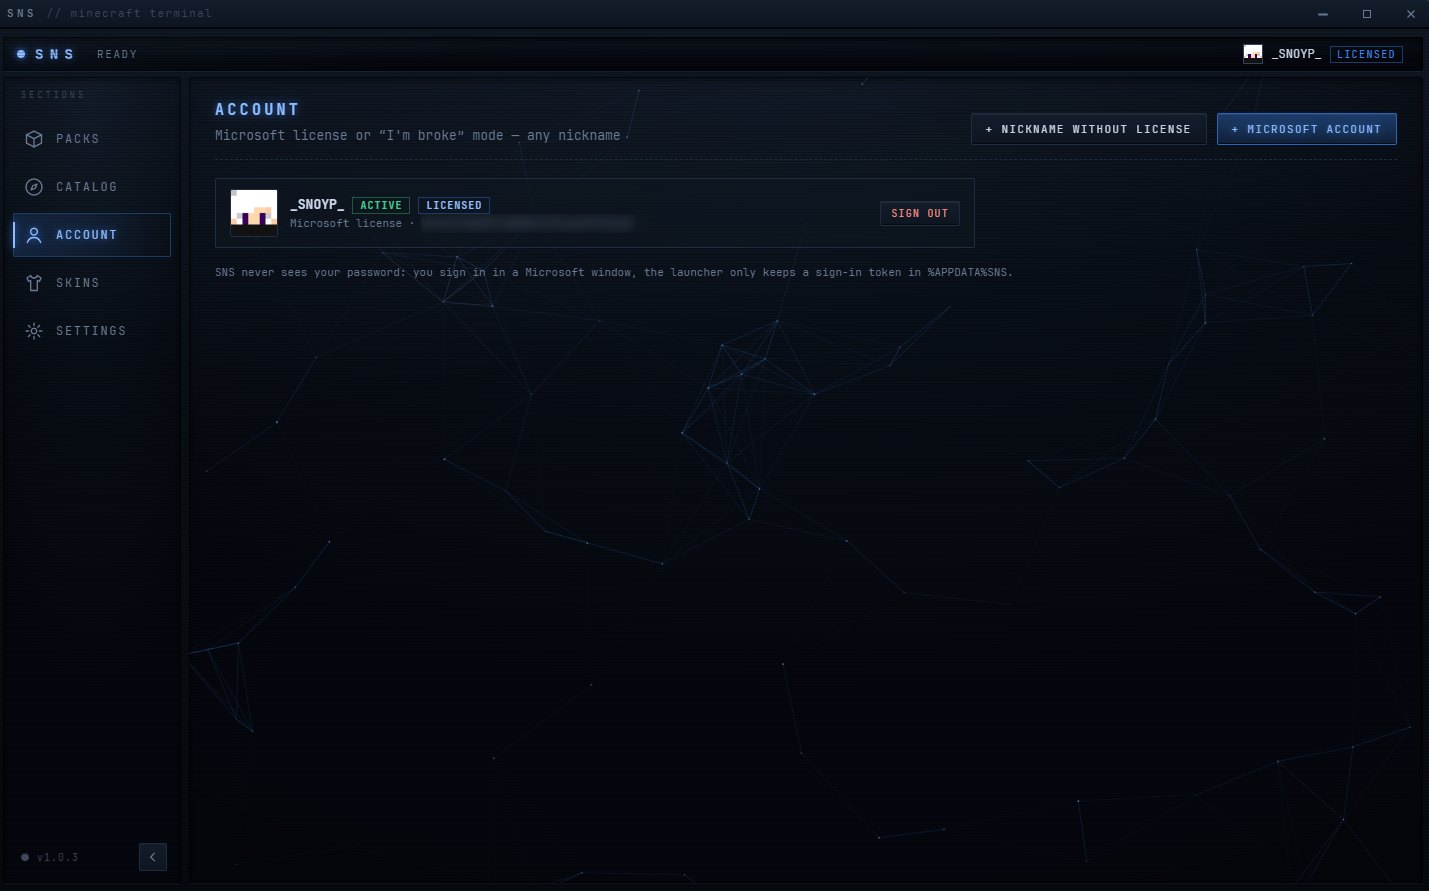 SNS // minecraft terminal
SNS READY
_SNOYP_ LICENSED
SECTIONS
PACKS
CATALOG
ACCOUNT
SKINS
SETTINGS
v1.0.3
ACCOUNT
Microsoft license or “I'm broke” mode — any nickname
+ NICKNAME WITHOUT LICENSE
+ MICROSOFT ACCOUNT
_SNOYP_ ACTIVE LICENSED
Microsoft license ·
SIGN OUT
SNS never sees your password: you sign in in a Microsoft window, the launcher only keeps a sign-in token in %APPDATA%SNS.